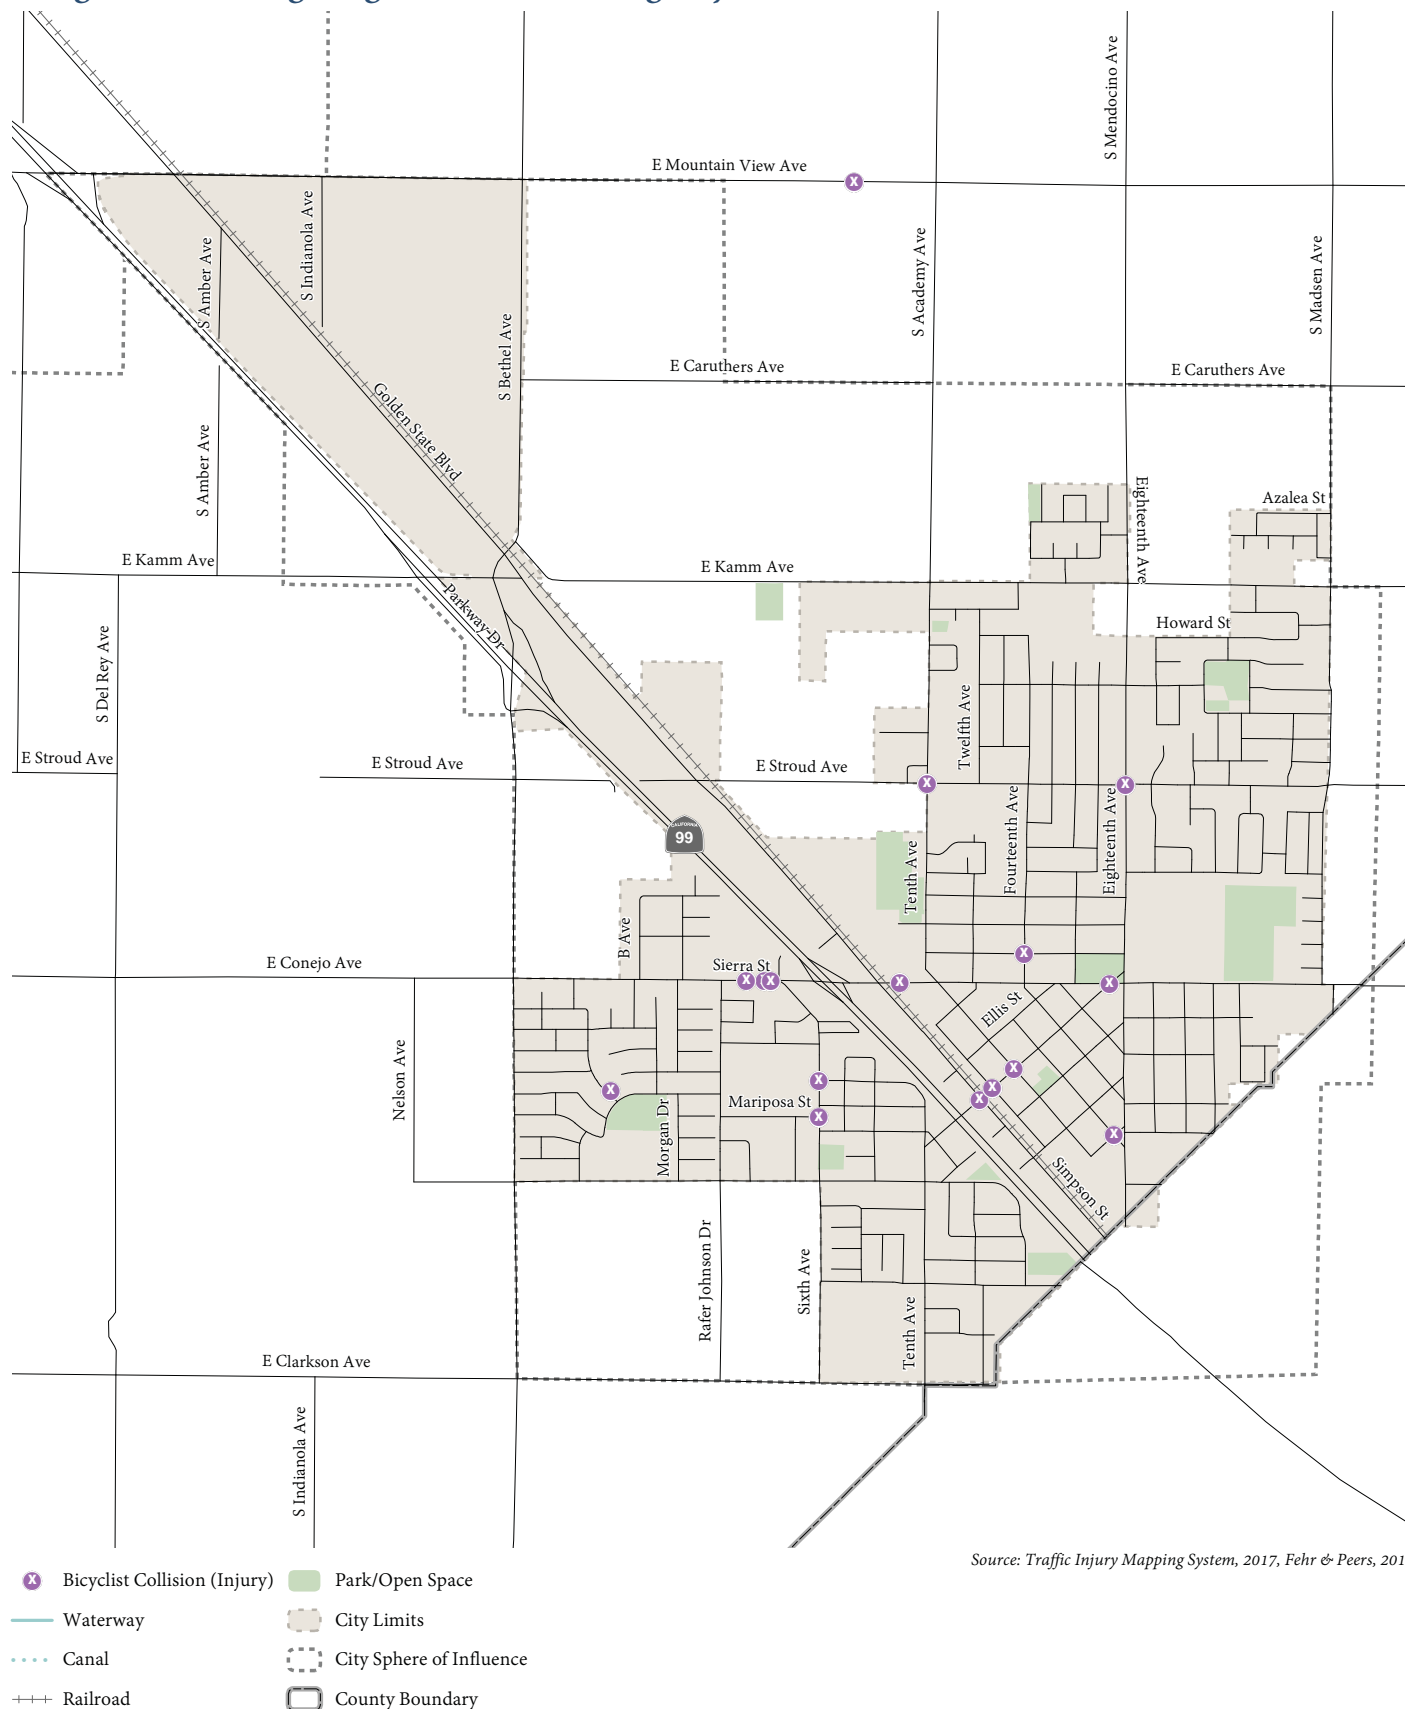 S Mendocino Ave
E Mountain View Ave
S Indianola Ave
S Amber Ave
S Academy Ave
S Madsen Ave
S Bethel Ave
E Caruthers Ave
E Caruthers Ave
Golden State Blvd
S Amber Ave
Eighteenth Ave
Azalea St
E Kamm Ave
E Kamm Ave
Parkway Dr
Howard St
S Del Rey Ave
Twelfth Ave
E Stroud Ave
E Stroud Ave
E Stroud Ave
X
X
CALIFORNIA
99
Tenth Ave
Fourteenth Ave
Eighteenth Ave
B Ave
E Conejo Ave
Sierra St
X
X
X
X
X
X
Ellis St
Nelson Ave
X
X
X
X
X
Mariposa St
X
Morgan Dr
X
Simpson St
Rafer Johnson Dr
Sixth Ave
Tenth Ave
E Clarkson Ave
S Indianola Ave
Source: Traffic Injury Mapping System, 2017, Fehr & Peers, 201
X Bicyclist Collision (Injury)
Park/Open Space
Waterway
City Limits
Canal
City Sphere of Influence
Railroad
County Boundary